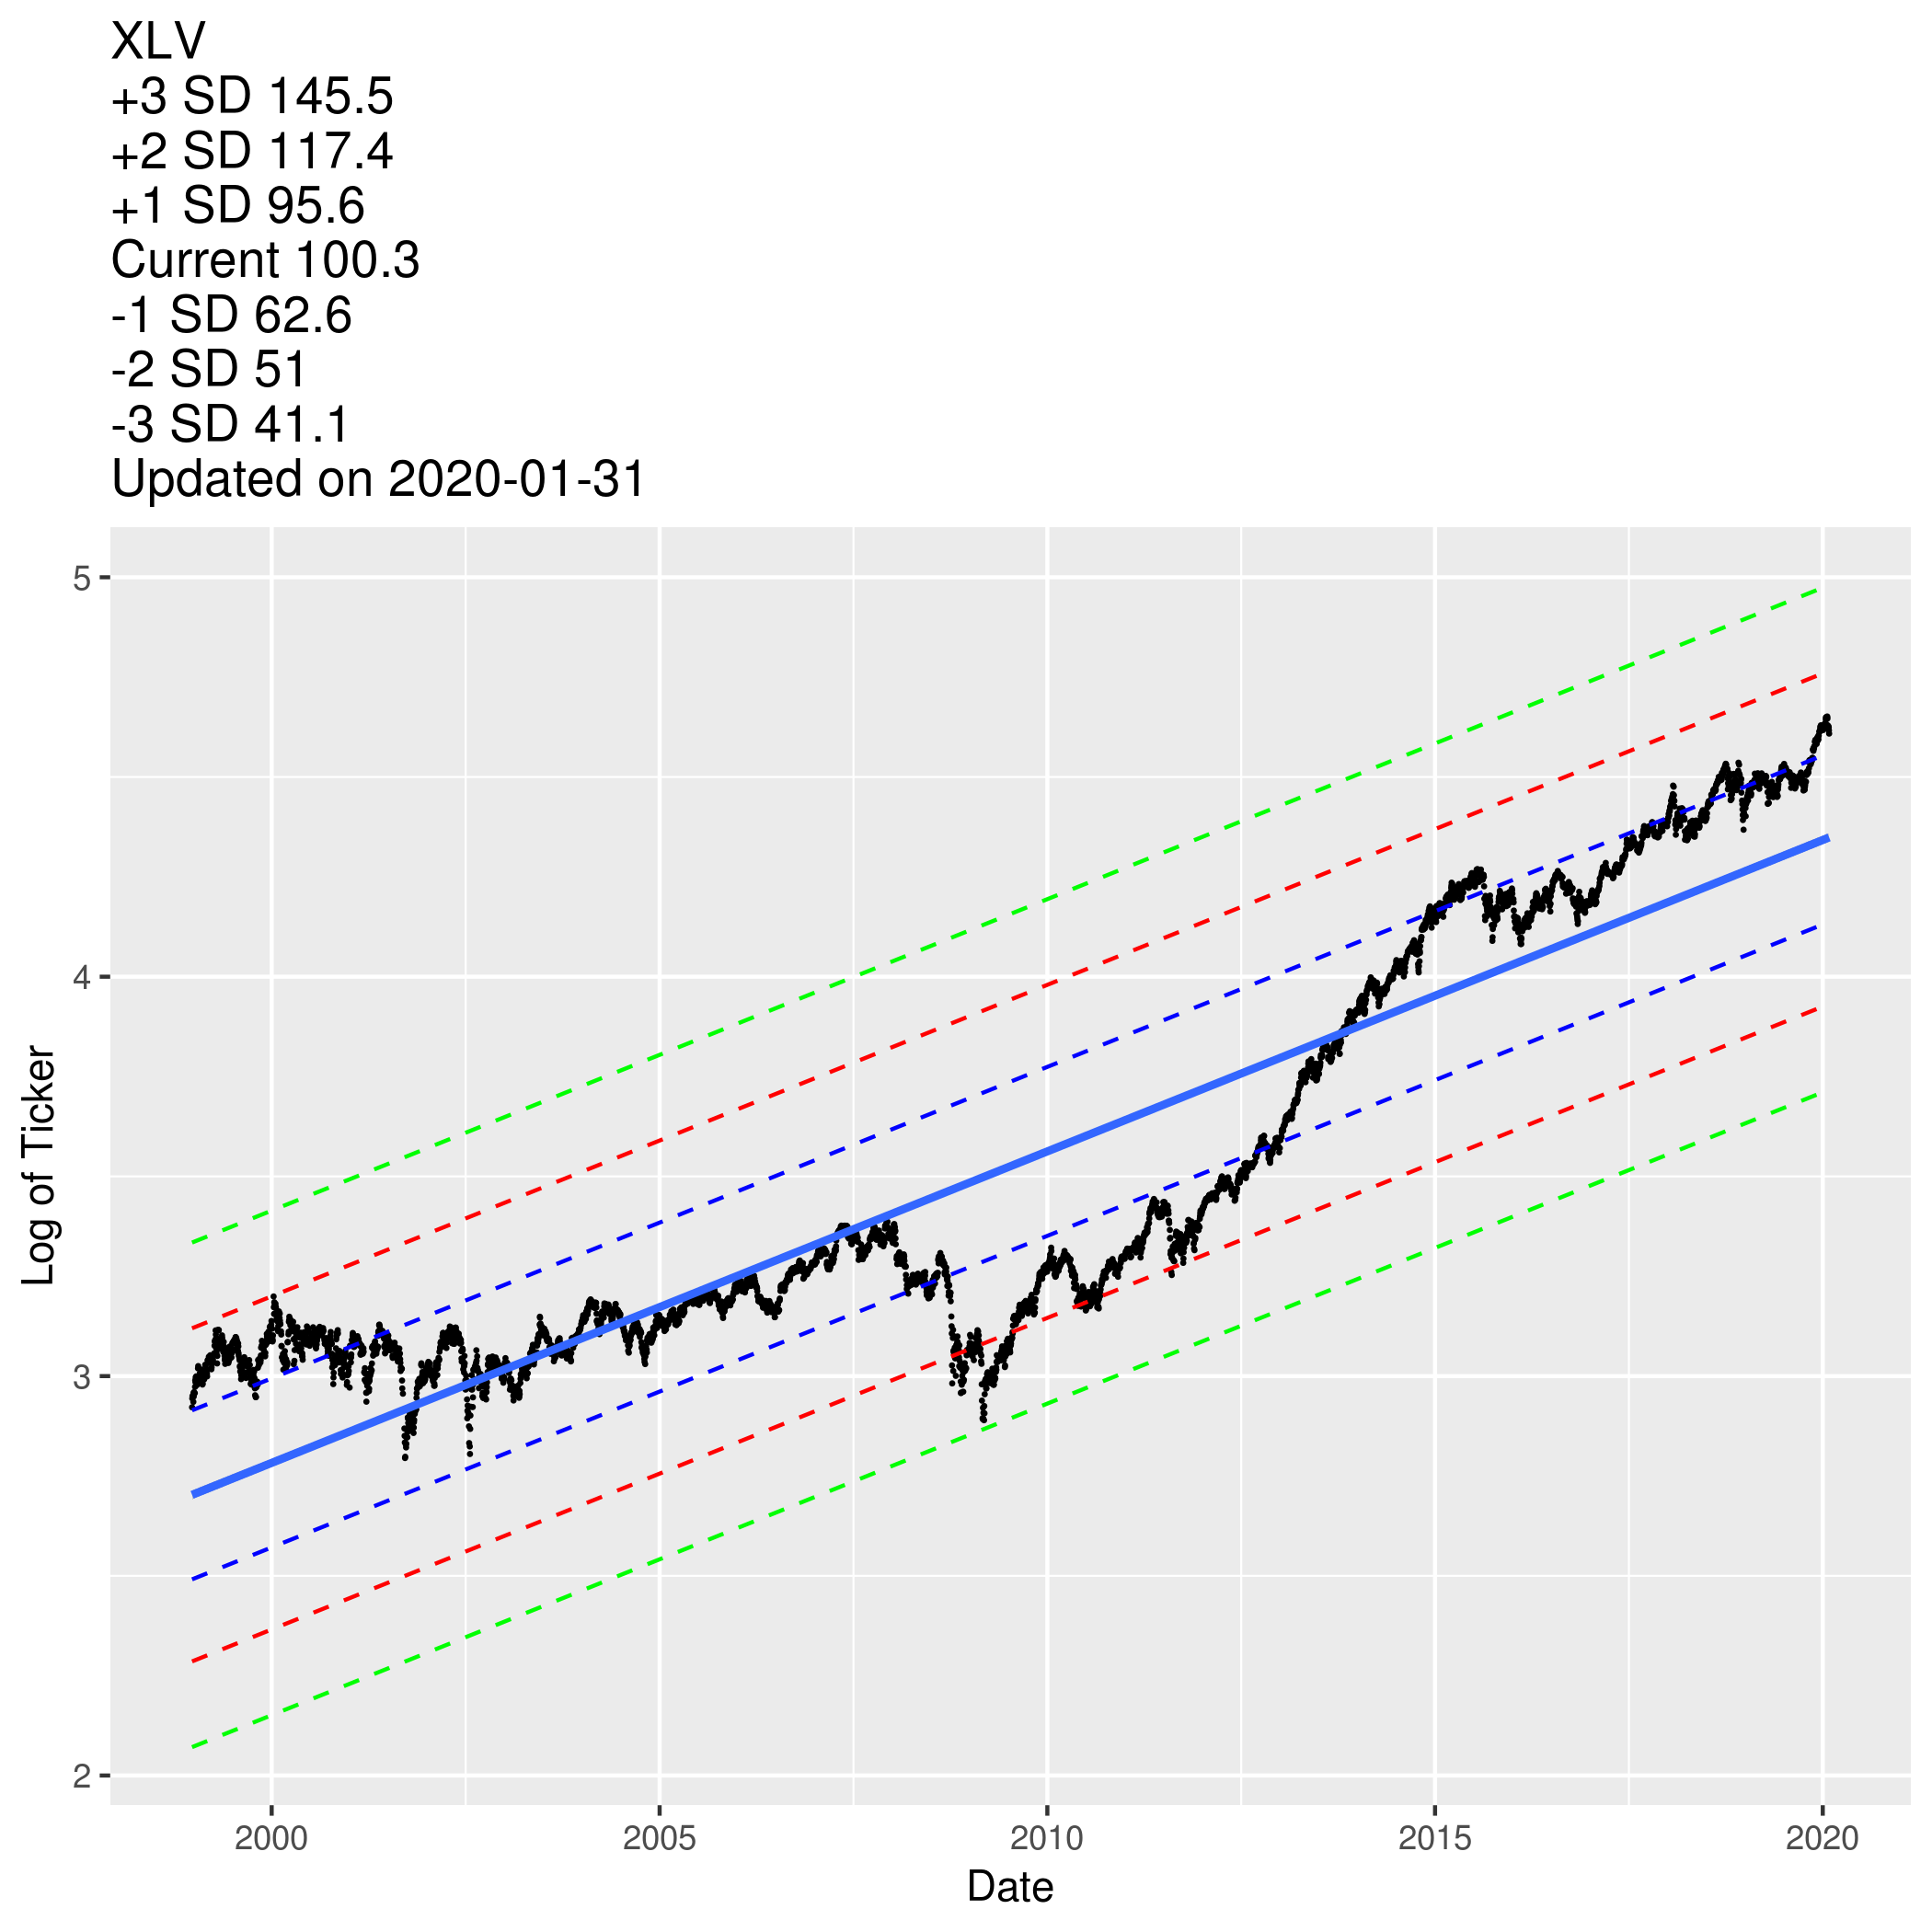 XLV
+3 SD 145.5
+2 SD 117.4
+1 SD 95.6
Current 100.3
-1 SD 62.6
-2 SD 51
-3 SD 41.1
Updated on 2020-01-31
5
4
3
2
Log of Ticker
2000 2005 2010 2015 2020
Date